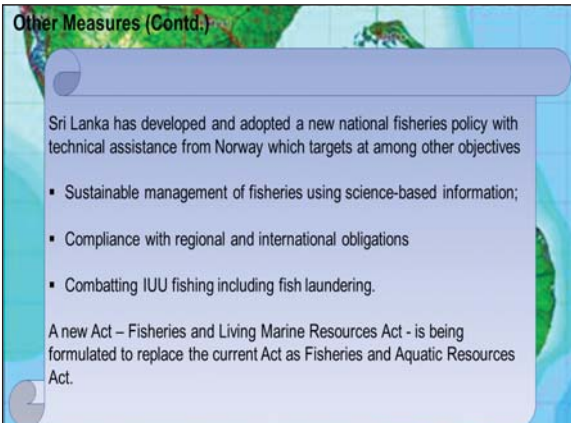 Other Measures (Contd.)
Sri Lanka has developed and adopted a new national fisheries policy with
technical assistance from Norway which targets at among other objectives
▪ Sustainable management of fisheries using science-based information;
▪ Compliance with regional and international obligations
▪ Combatting IUU fishing including fish laundering.
A new Act – Fisheries and Living Marine Resources Act - is being
formulated to replace the current Act as Fisheries and Aquatic Resources
Act.